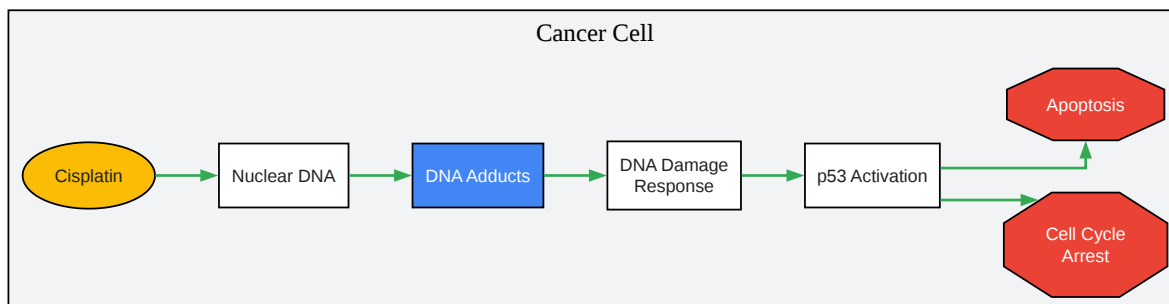 Cancer Cell
Cisplatin
Nuclear DNA
DNA Adducts
DNA Damage
Response
p53 Activation
Apoptosis
Cell Cycle
Arrest